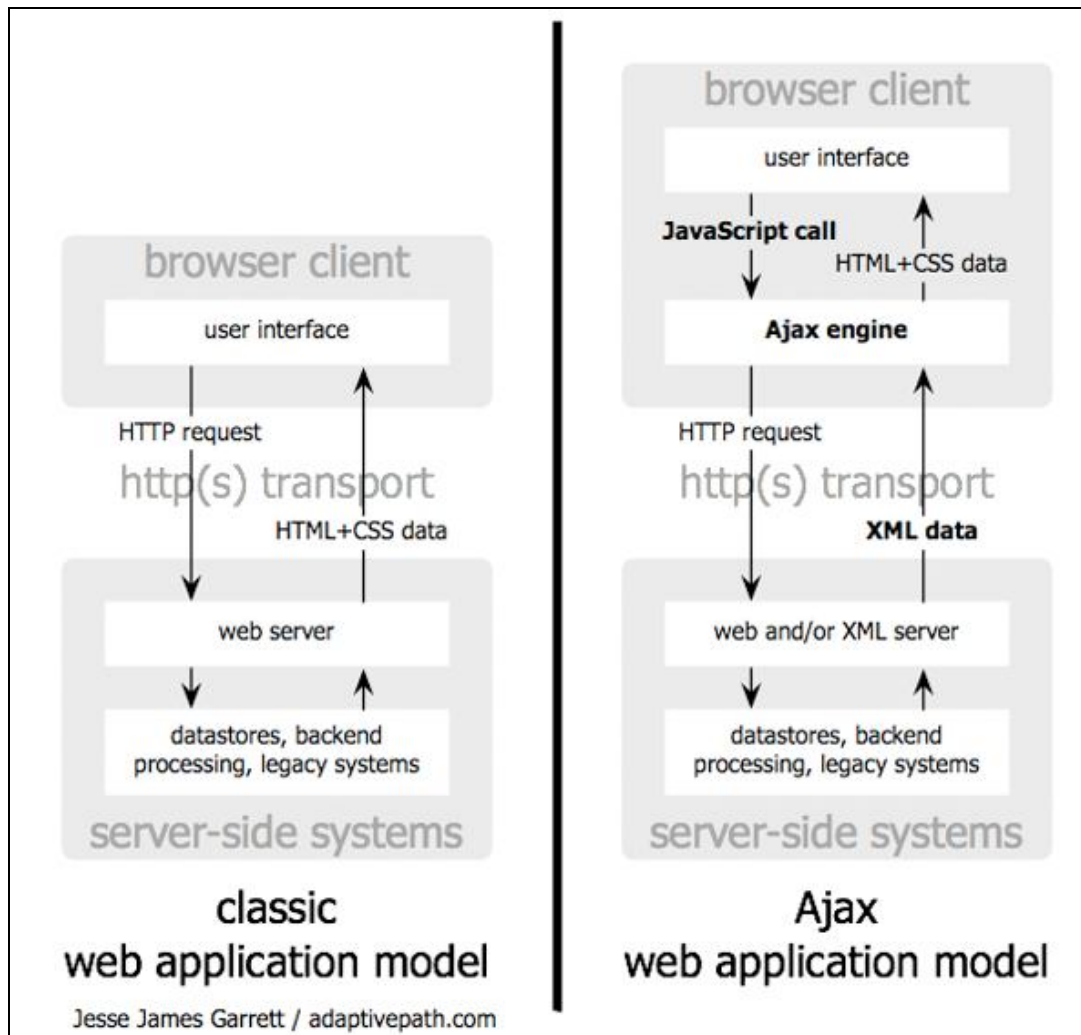 browser client
user interface
HTTP request
http(s) transport
HTML+CSS data
web server
datastores, backend
processing, legacy systems
server-side systems
classic
web application model
Jesse James Garrett / adaptivepath.com
browser client
user interface
JavaScript call
HTML+CSS data
Ajax engine
HTTP request
http(s) transport
XML data
web and/or XML server
datastores, backend
processing, legacy systems
server-side systems
Ajax
web application model